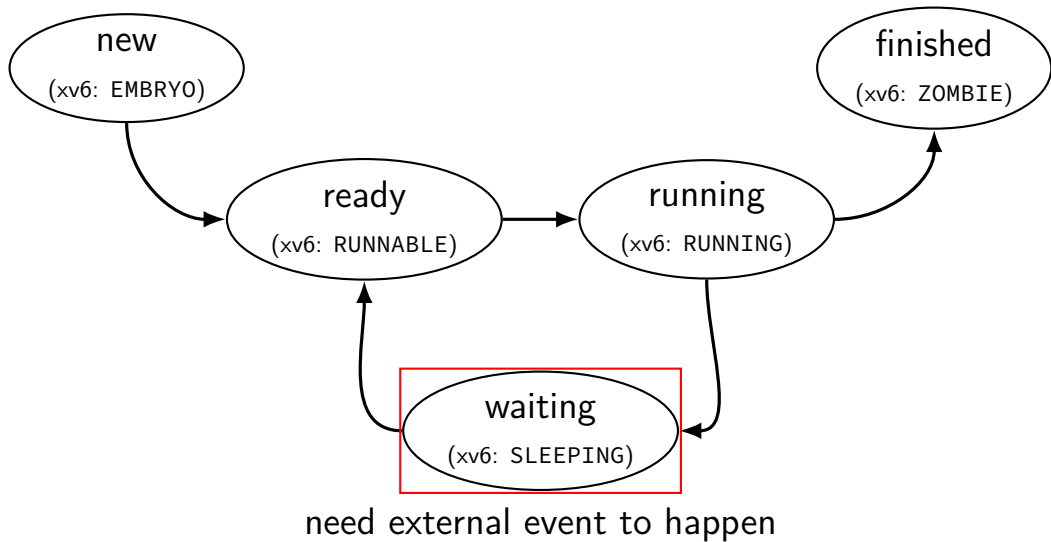 new
(xv6: EMBRYO)
finished
(xv6: ZOMBIE)
ready
(xv6: RUNNABLE)
running
(xv6: RUNNING)
waiting
(xv6: SLEEPING)
need external event to happen